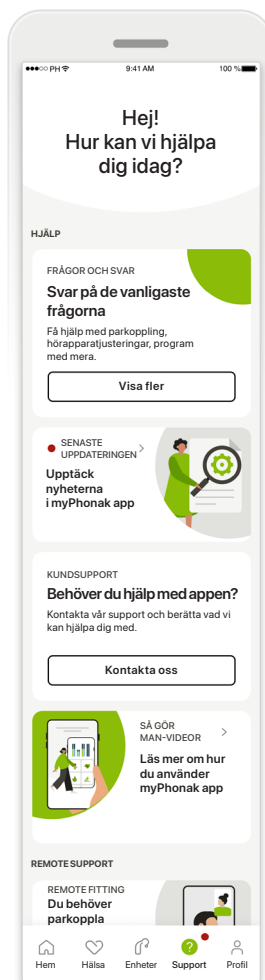 PH
9:41 AM
100 %
Hej!
Hur kan vi hjälpa
dig idag?
HJÄLP
FRÅGOR OCH SVAR
Svar på de vanligaste
frågorna
Få hjälp med parkoppling,
hörapparatjusteringar, program
med mera.
Visa fler
SENASTE
UPPDATERINGEN
Upptäck
nyheterna
i myPhonak app
KUNDSUPPORT
Behöver du hjälp med appen?
Kontakta vår support och berätta vad vi
kan hjälpa dig med.
Kontakta oss
SÅ GÖR
MAN-VIDEOR
Läs mer om hur
du använder
myPhonak app
REMOTE SUPPORT
REMOTE FITTING
Du behöver
parkoppla
Hem
Hälsa
Enheter
Support
Profil